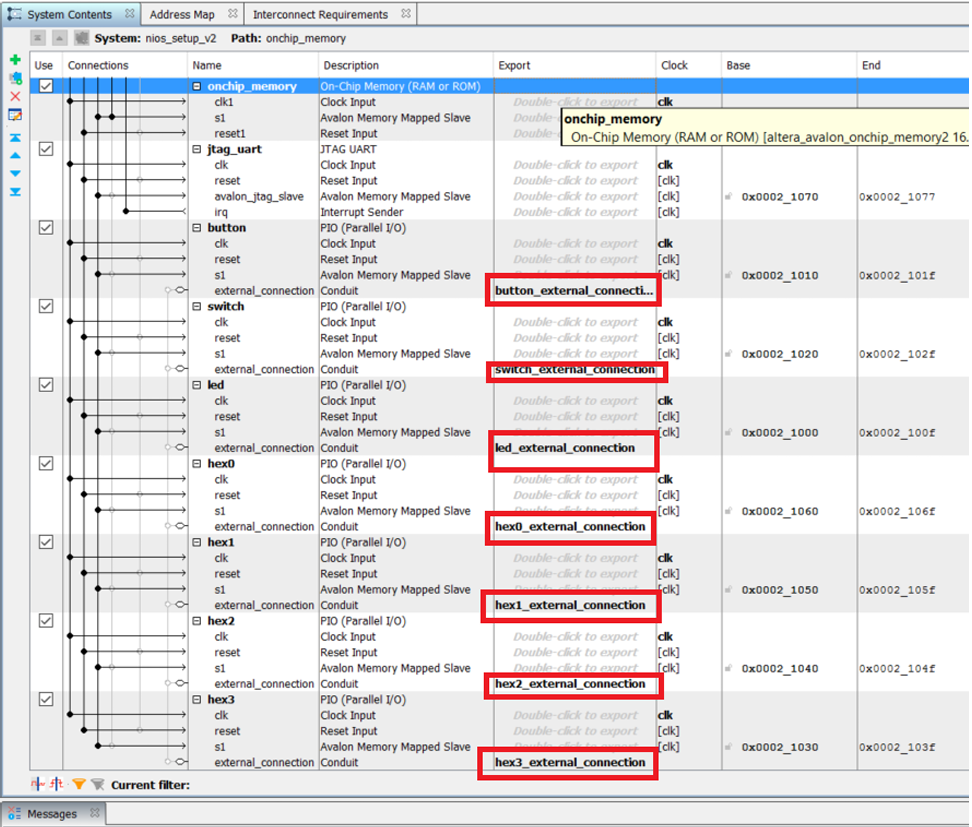 System Contents Address Map Interconnect Requirements
System: nios_setup_v2 Path: onchip_memory
Use Connections Name Description Export Clock Base End
onchip_memory On-Chip Memory (RAM or ROM)
clk1 Clock Input Double-click to export clk
s1 Avalon Memory Mapped Slave Double-
reset1 Reset Input Double-
onchip_memory
On-Chip Memory (RAM or ROM) [altera_avalon_onchip_memory2 16.
jtag_uart JTAG UART
clk Clock Input Double-click to export clk
reset Reset Input Double-click to export [clk]
avalon_jtag_slave Avalon Memory Mapped Slave Double-click to export [clk] 0x0002_1070 0x0002_1077
irq Interrupt Sender Double-click to export [clk]
button PIO (Parallel I/O)
clk Clock Input Double-click to export clk
reset Reset Input Double-click to export [clk]
s1 Avalon Memory Mapped Slave Double-click to export [clk] 0x0002_1010 0x0002_101f
external_connection Conduit button_external_connecti...
switch PIO (Parallel I/O)
clk Clock Input Double-click to export clk
reset Reset Input Double-click to export [clk]
s1 Avalon Memory Mapped Slave Double-click to export [clk] 0x0002_1020 0x0002_102f
external_connection Conduit switch_external_connection
led PIO (Parallel I/O)
clk Clock Input Double-click to export clk
reset Reset Input Double-click to export [clk]
s1 Avalon Memory Mapped Slave Double-click to export [clk] 0x0002_1000 0x0002_100f
external_connection Conduit led_external_connection
hex0 PIO (Parallel I/O)
clk Clock Input Double-click to export clk
reset Reset Input Double-click to export [clk]
s1 Avalon Memory Mapped Slave Double-click to export [clk] 0x0002_1060 0x0002_106f
external_connection Conduit hex0_external_connection
hex1 PIO (Parallel I/O)
clk Clock Input Double-click to export clk
reset Reset Input Double-click to export [clk]
s1 Avalon Memory Mapped Slave Double-click to export [clk] 0x0002_1050 0x0002_105f
external_connection Conduit hex1_external_connection
hex2 PIO (Parallel I/O)
clk Clock Input Double-click to export clk
reset Reset Input Double-click to export [clk]
s1 Avalon Memory Mapped Slave Double-click to export [clk] 0x0002_1040 0x0002_104f
external_connection Conduit hex2_external_connection
hex3 PIO (Parallel I/O)
clk Clock Input Double-click to export clk
reset Reset Input Double-click to export [clk]
s1 Avalon Memory Mapped Slave Double-click to export [clk] 0x0002_1030 0x0002_103f
external_connection Conduit hex3_external_connection
Current filter:
Messages